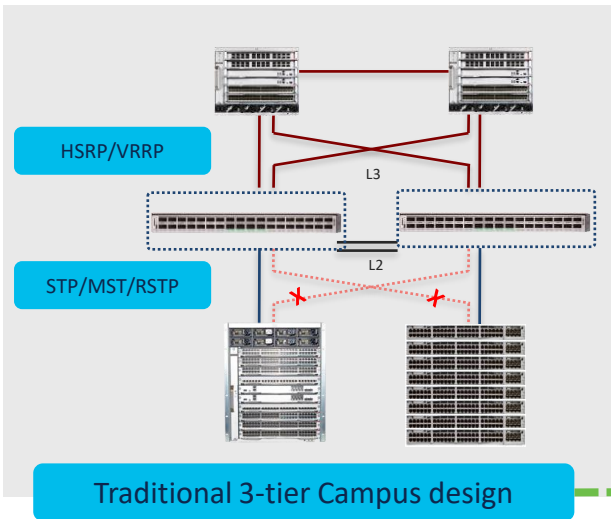 HSRP/VRRP
L3
L2
STP/MST/RSTP
Traditional 3-tier Campus design